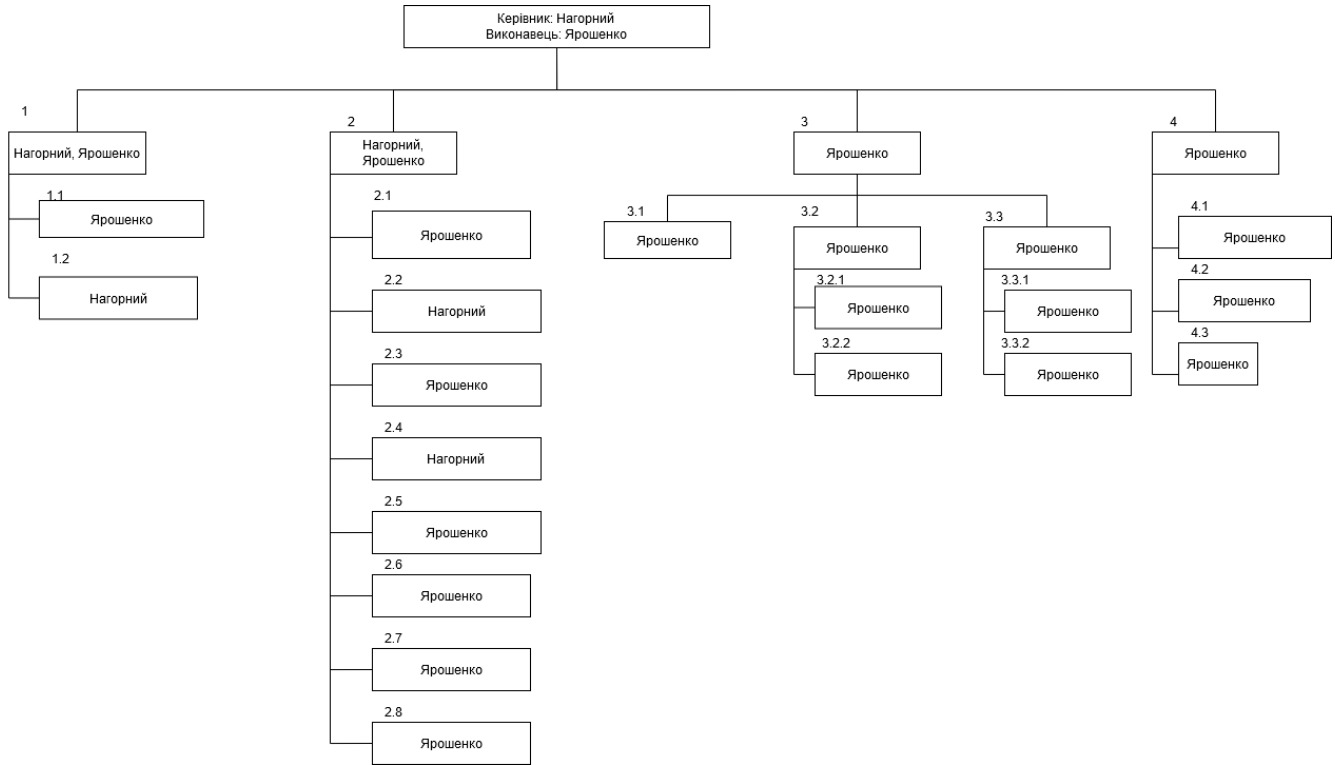 Керівник: Нагорний
Виконавець: Ярошенко
1
Нагорний, Ярошенко
1.1
Ярошенко
1.2
Нагорний
2
Нагорний,
Ярошенко
2.1
Ярошенко
2.2
Нагорний
2.3
Ярошенко
2.4
Нагорний
2.5
Ярошенко
2.6
Ярошенко
2.7
Ярошенко
2.8
Ярошенко
3
Ярошенко
3.1
Ярошенко
3.2
Ярошенко
3.2.1
Ярошенко
3.2.2
Ярошенко
3.3
Ярошенко
3.3.1
Ярошенко
3.3.2
Ярошенко
4
Ярошенко
4.1
Ярошенко
4.2
Ярошенко
4.3
Ярошенко